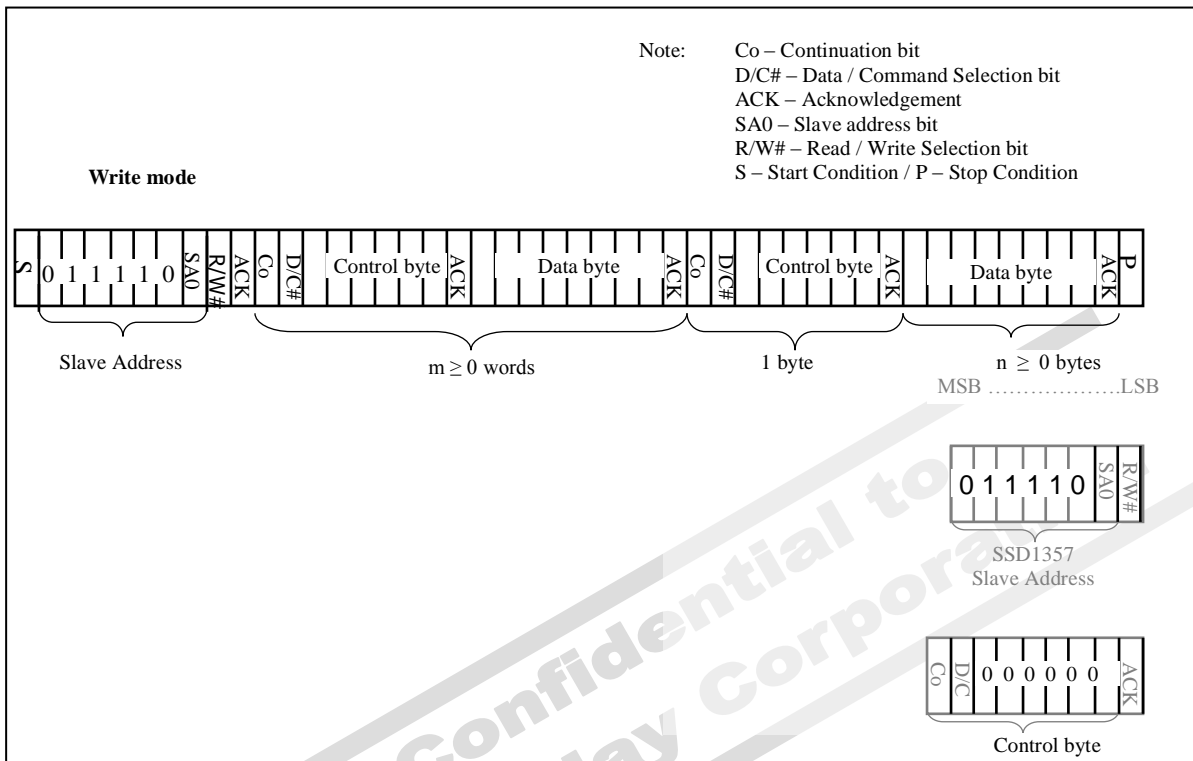 Note: Co – Continuation bit
D/C# – Data / Command Selection bit
ACK – Acknowledgement
SA0 – Slave address bit
R/W# – Read / Write Selection bit
S – Start Condition / P – Stop Condition
Write mode
S 0 1 1 1 1 0 SA0 R/W# ACK Co D/C# Control byte ACK Data byte ACK Co D/C# Control byte ACK Data byte ACK P
Slave Address m ≥ 0 words 1 byte n ≥ 0 bytes
MSB ………………….LSB
0 1 1 1 1 0 SA0 R/W#
SSD1357
Slave Address
Co D/C 0 0 0 0 0 0 ACK
Control byte
Confidential to
Corpora